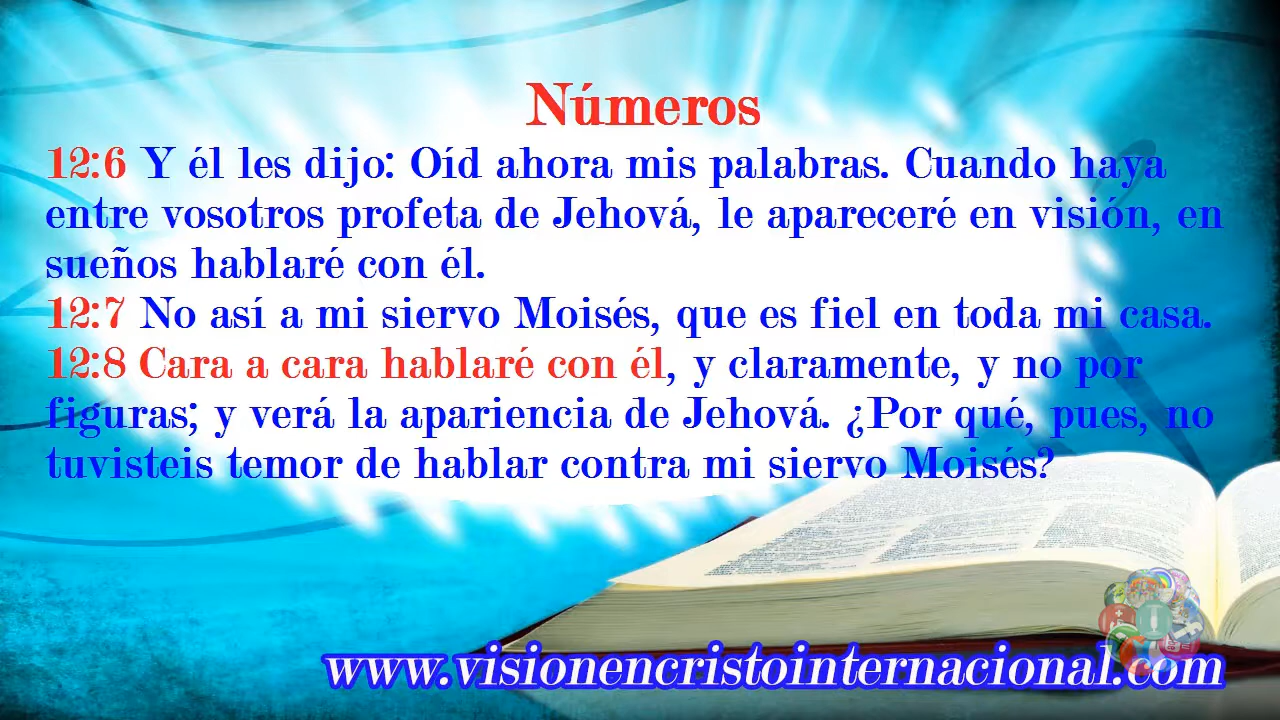 Números
12:6 Y él les dijo: Oíd ahora mis palabras. Cuando haya
entre vosotros profeta de Jehová, le apareceré en visión, en
sueños hablaré con él.
12:7 No así a mi siervo Moisés, que es fiel en toda mi casa.
12:8 Cara a cara hablaré con él, y claramente, y no por
figuras; y verá la apariencia de Jehová. ¿Por qué, pues, no
tuvisteis temor de hablar contra mi siervo Moisés?
www.visionencristointernacional.com